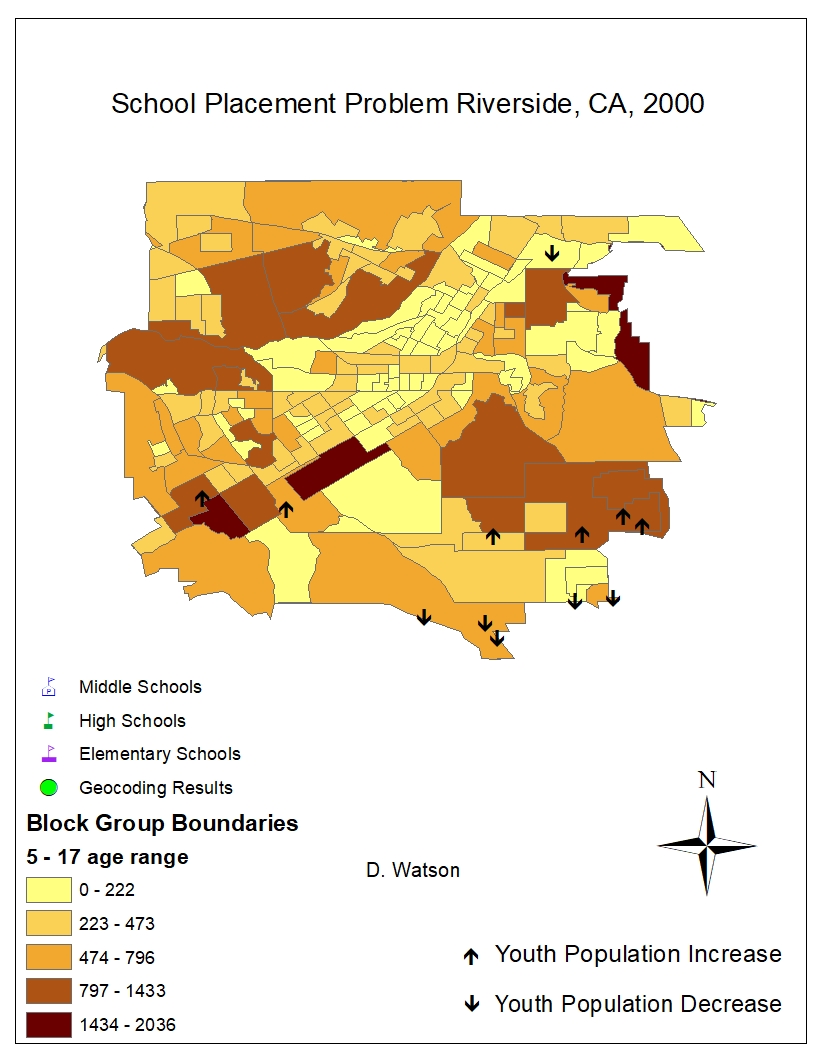 School Placement Problem Riverside, CA, 2000
Middle Schools
High Schools
Elementary Schools
Geocoding Results
Block Group Boundaries
5 - 17 age range
0 - 222
223 - 473
474 - 796
797 - 1433
1434 - 2036
D. Watson
N
Youth Population Increase
Youth Population Decrease